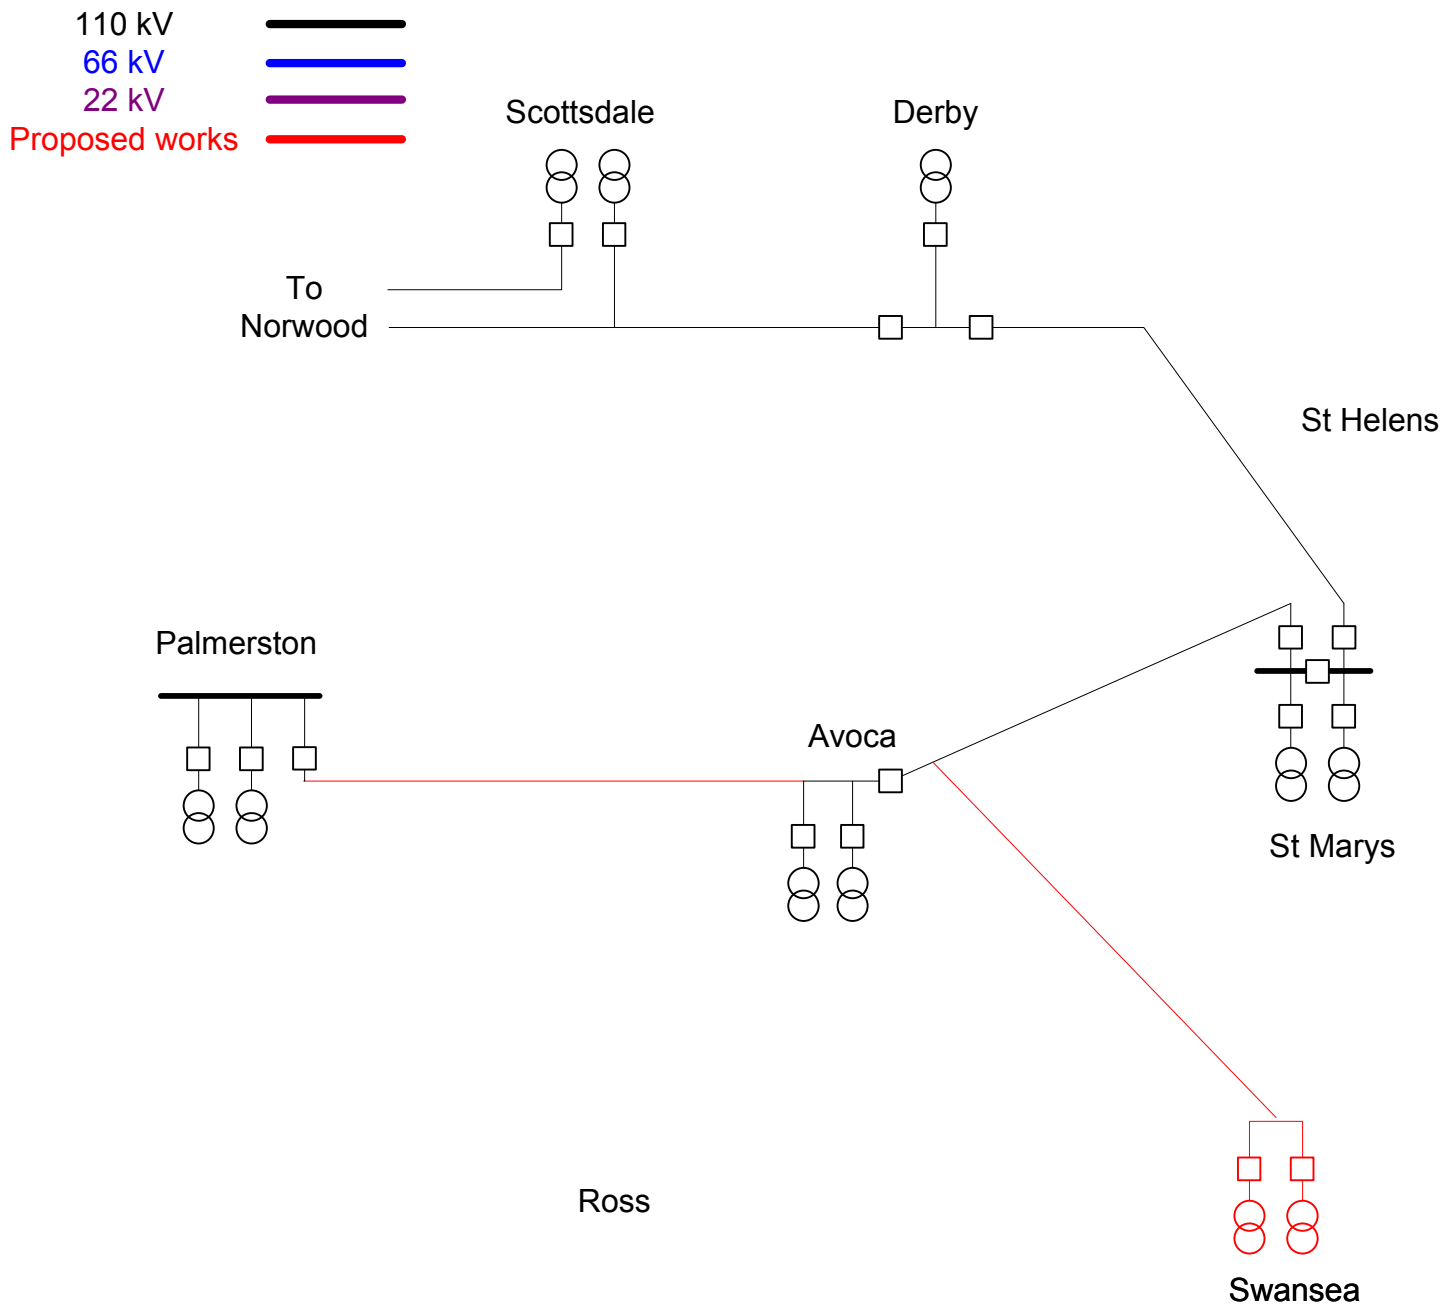 110 kV
66 kV
22 kV
Proposed works
Scottsdale
Derby
To
Norwood
St Helens
Palmerston
Avoca
St Marys
Ross
Swansea